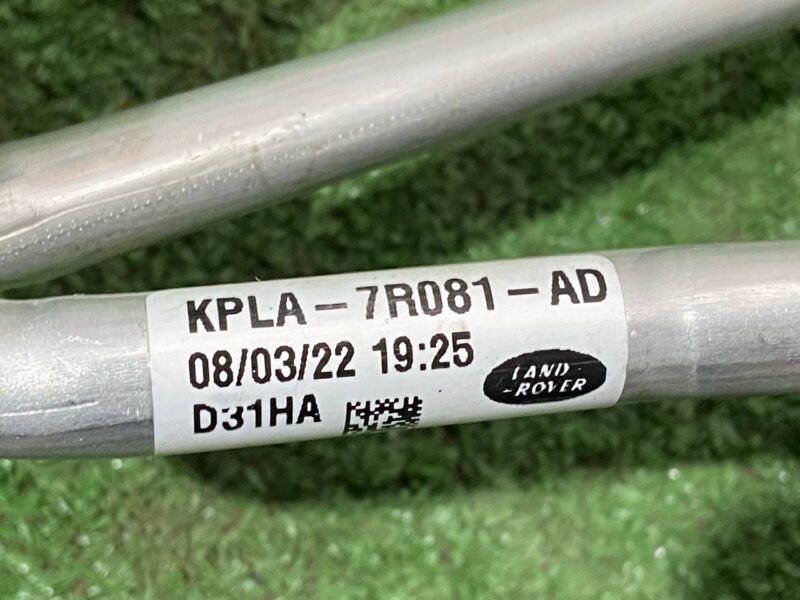 KPLA-7R081-AD
08/03/22 19:25
D31HA
LAND-
-ROVER